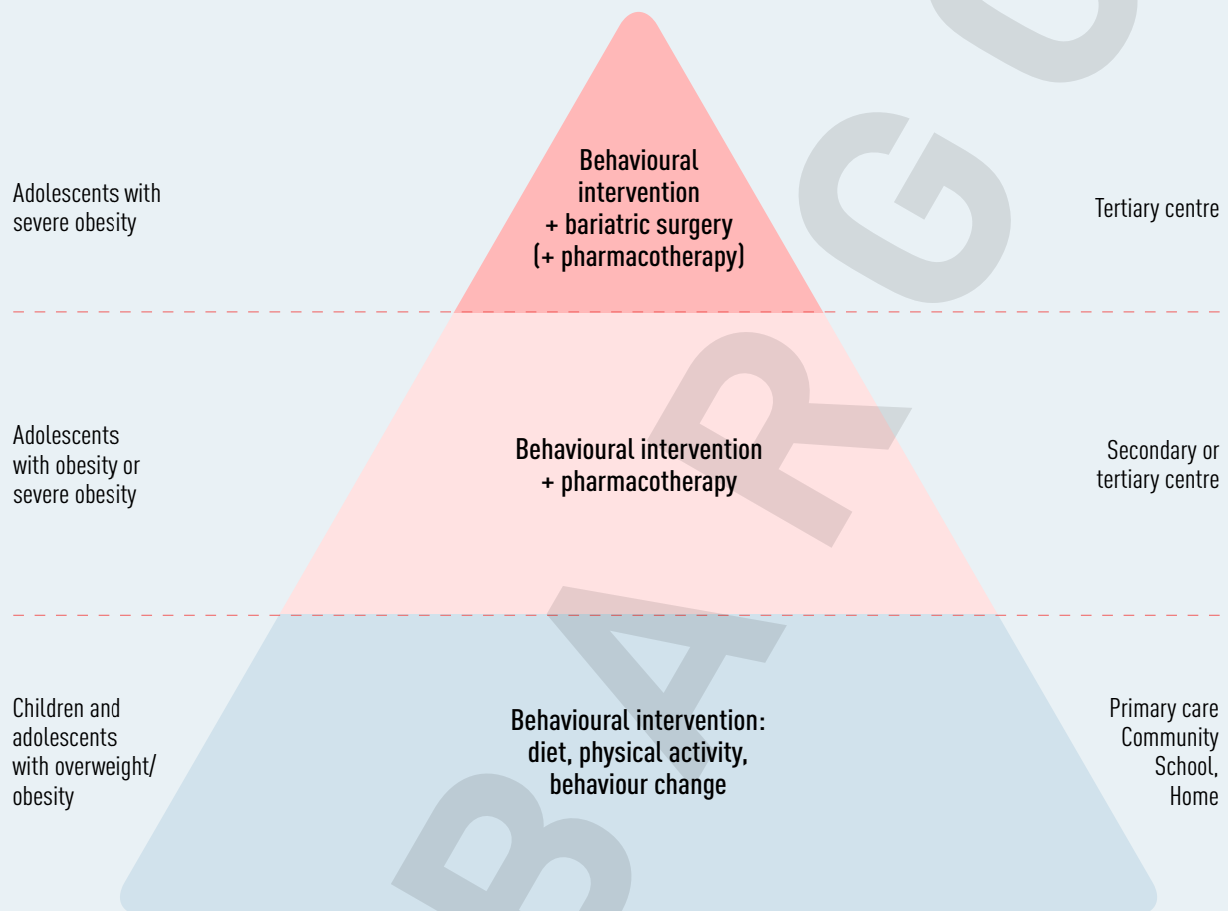 Adolescents with
severe obesity
Behavioural
intervention
+ bariatric surgery
(+ pharmacotherapy)
Tertiary centre
Adolescents
with obesity or
severe obesity
Behavioural intervention
+ pharmacotherapy
Secondary or
tertiary centre
Children and
adolescents
with overweight/
obesity
Behavioural intervention:
diet, physical activity,
behaviour change
Primary care
Community
School,
Home
BARGO